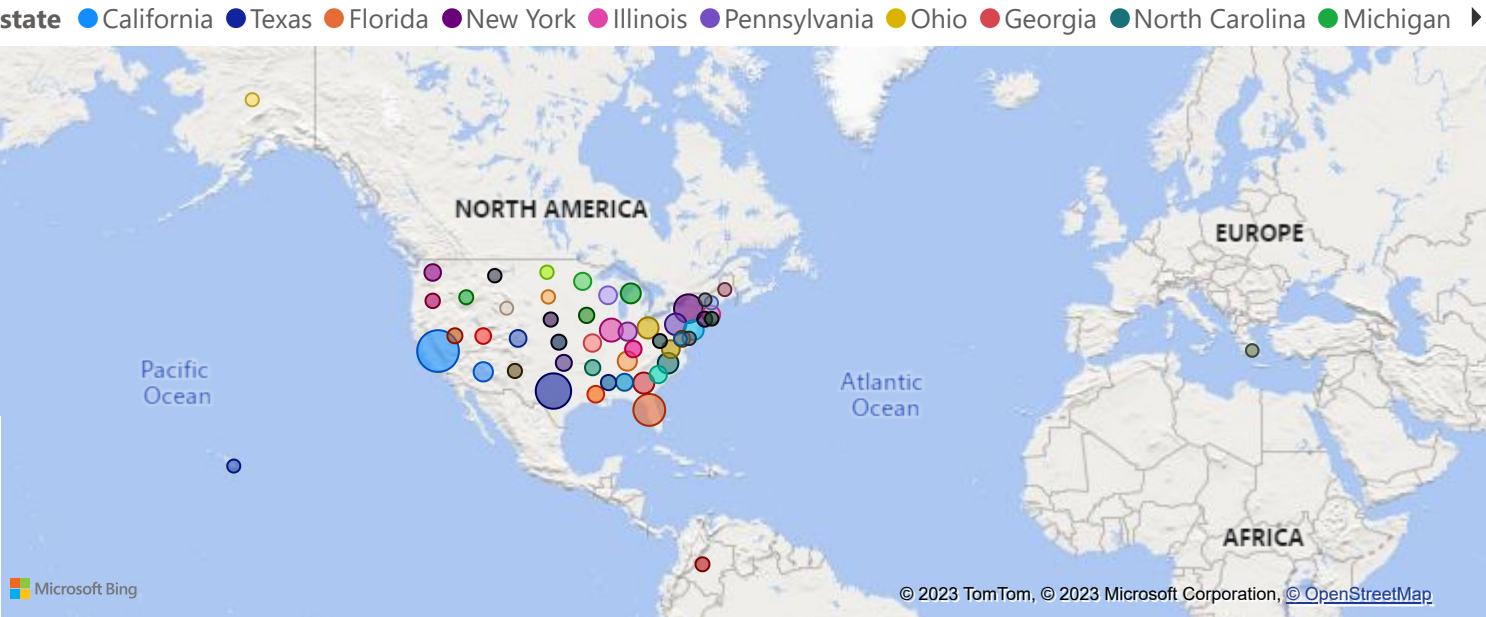 state California Texas Florida New York Illinois Pennsylvania Ohio Georgia North Carolina Michigan
NORTH AMERICA
EUROPE
Pacific
Ocean
Atlantic
Ocean
AFRICA
Microsoft Bing
© 2023 TomTom, © 2023 Microsoft Corporation, © OpenStreetMap